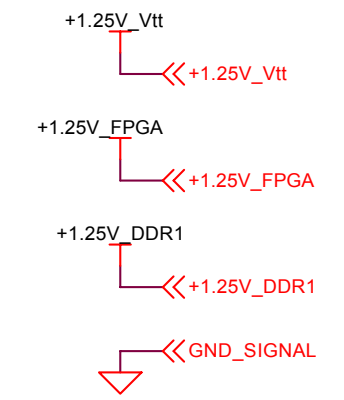 +1.25V_Vtt
+1.25V_Vtt
+1.25V_FPGA
+1.25V_FPGA
+1.25V_DDR1
+1.25V_DDR1
GND_SIGNAL